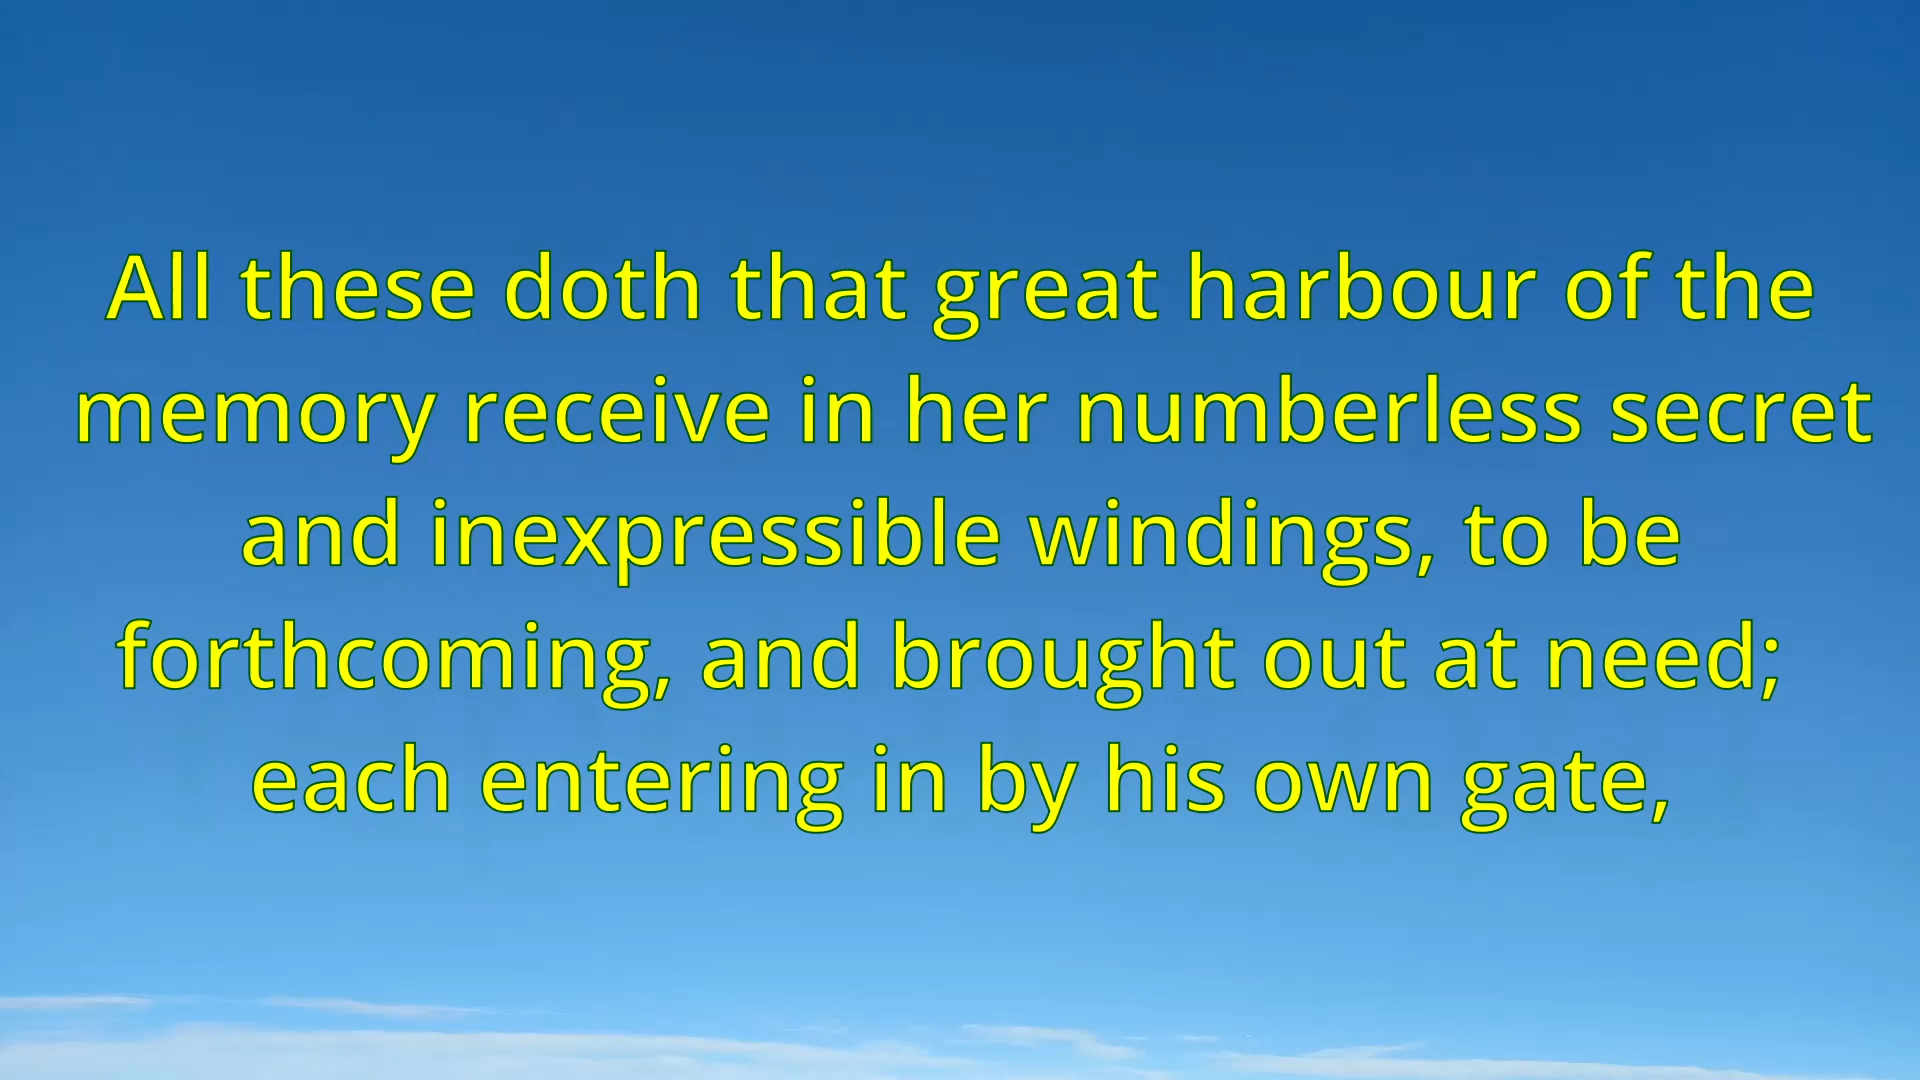 All these doth that great harbour of the
memory receive in her numberless secret
and inexpressible windings, to be
forthcoming, and brought out at need;
each entering in by his own gate,